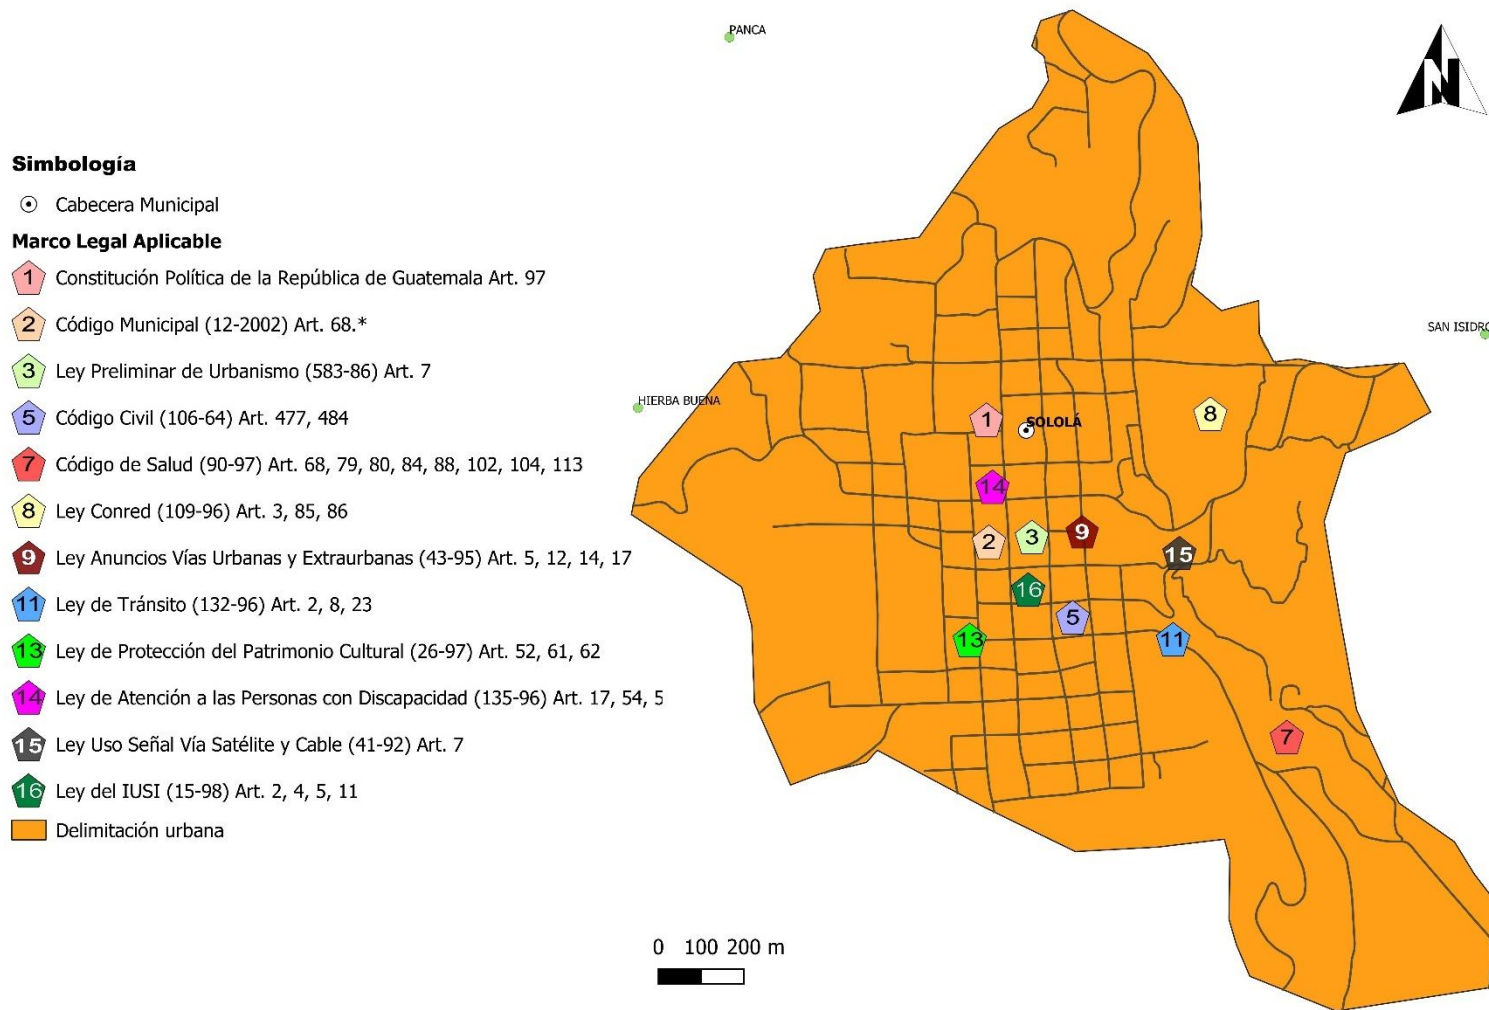 PANCA
N
Simbología
Cabecera Municipal
Marco Legal Aplicable
1 Constitución Política de la República de Guatemala Art. 97
2 Código Municipal (12-2002) Art. 68.*
3 Ley Preliminar de Urbanismo (583-86) Art. 7
5 Código Civil (106-64) Art. 477, 484
7 Código de Salud (90-97) Art. 68, 79, 80, 84, 88, 102, 104, 113
8 Ley Conred (109-96) Art. 3, 85, 86
9 Ley Anuncios Vías Urbanas y Extraurbanas (43-95) Art. 5, 12, 14, 17
11 Ley de Tránsito (132-96) Art. 2, 8, 23
13 Ley de Protección del Patrimonio Cultural (26-97) Art. 52, 61, 62
14 Ley de Atención a las Personas con Discapacidad (135-96) Art. 17, 54, 5
15 Ley Uso Señal Vía Satélite y Cable (41-92) Art. 7
16 Ley del IUSI (15-98) Art. 2, 4, 5, 11
Delimitación urbana
SAN ISIDRO
HIERBA BUENA
1
SOLOLÁ
8
14
2
3
9
15
16
5
13
11
7
0 100 200 m